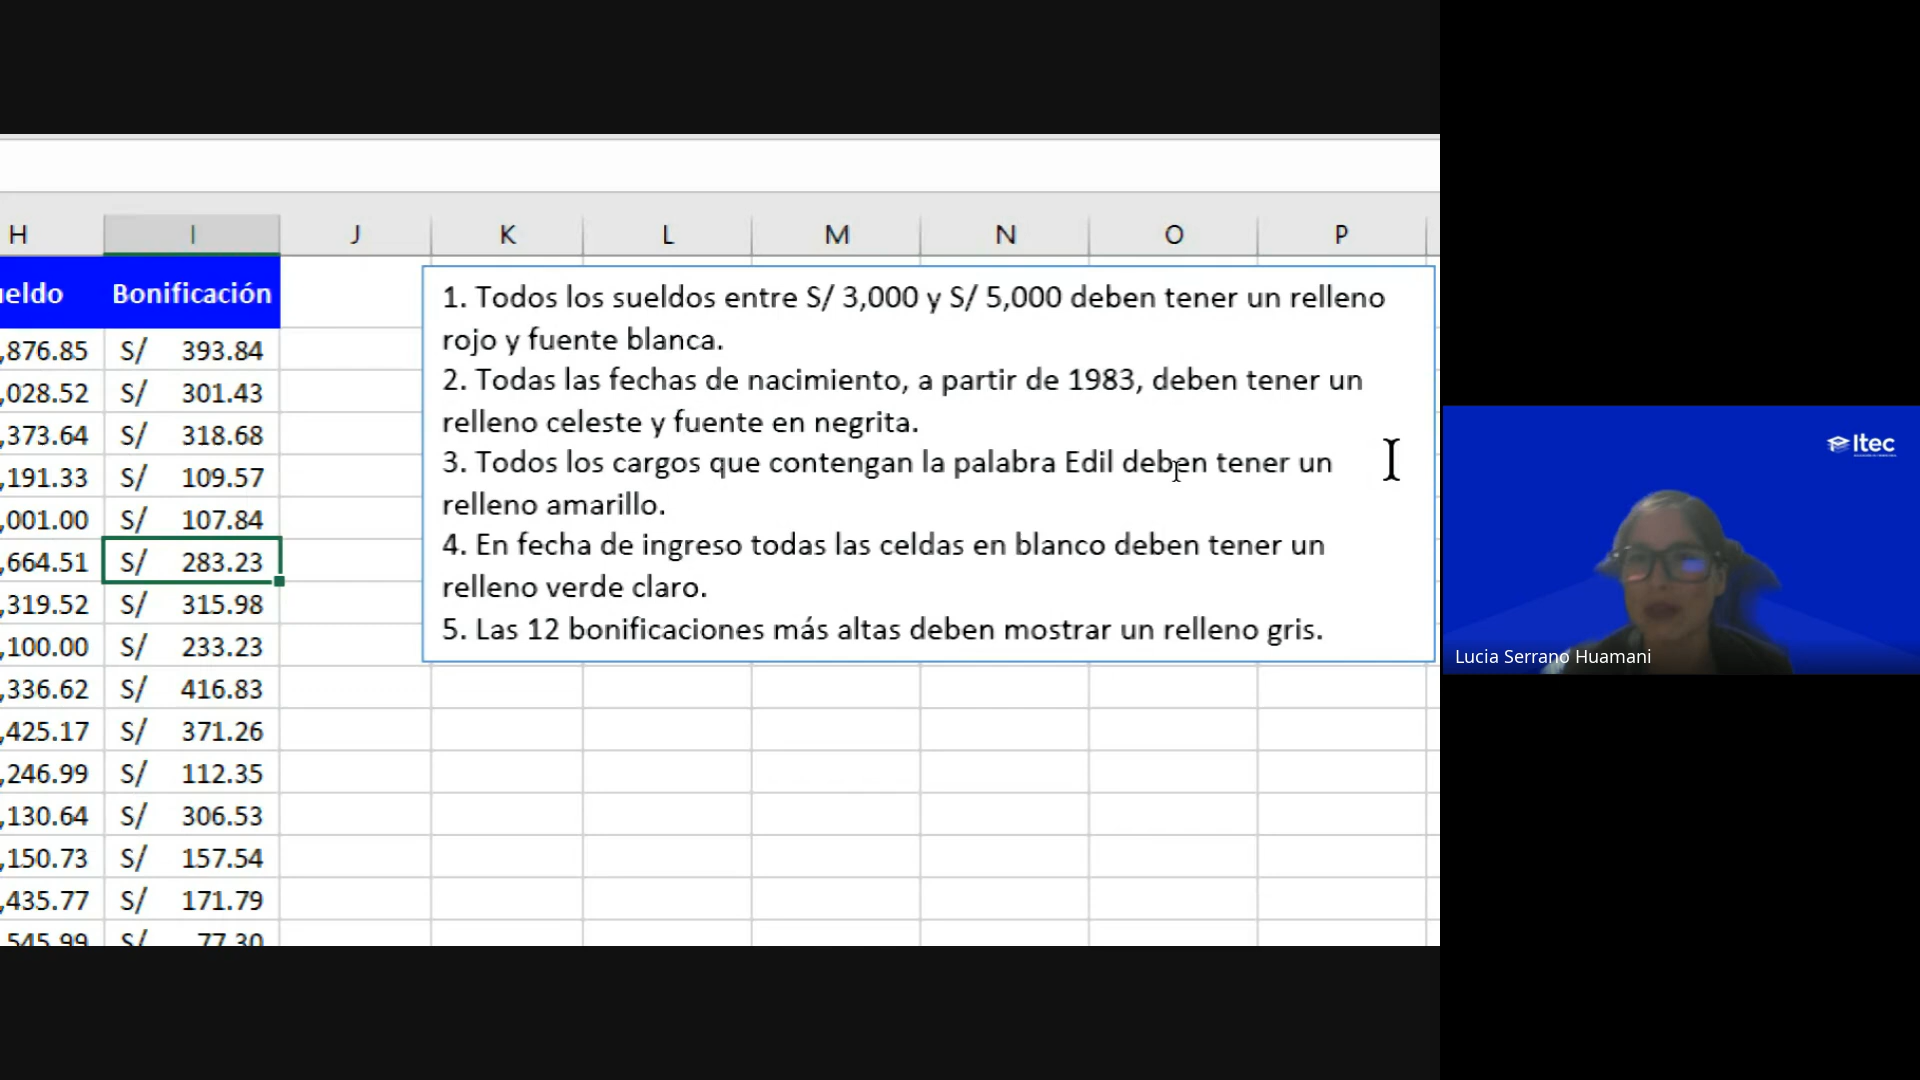 H I J K L M N O P
ueldo Bonificación
,876.85 S/ 393.84
,028.52 S/ 301.43
,373.64 S/ 318.68
,191.33 S/ 109.57
,001.00 S/ 107.84
,664.51 S/ 283.23
,319.52 S/ 315.98
,100.00 S/ 233.23
,336.62 S/ 416.83
,425.17 S/ 371.26
,246.99 S/ 112.35
,130.64 S/ 306.53
,150.73 S/ 157.54
,435.77 S/ 171.79
,545.99 S/ 77.30
1. Todos los sueldos entre S/ 3,000 y S/ 5,000 deben tener un relleno
rojo y fuente blanca.
2. Todas las fechas de nacimiento, a partir de 1983, deben tener un
relleno celeste y fuente en negrita.
3. Todos los cargos que contengan la palabra Edil deben tener un
relleno amarillo.
4. En fecha de ingreso todas las celdas en blanco deben tener un
relleno verde claro.
5. Las 12 bonificaciones más altas deben mostrar un relleno gris.
Itec
Lucia Serrano Huamani